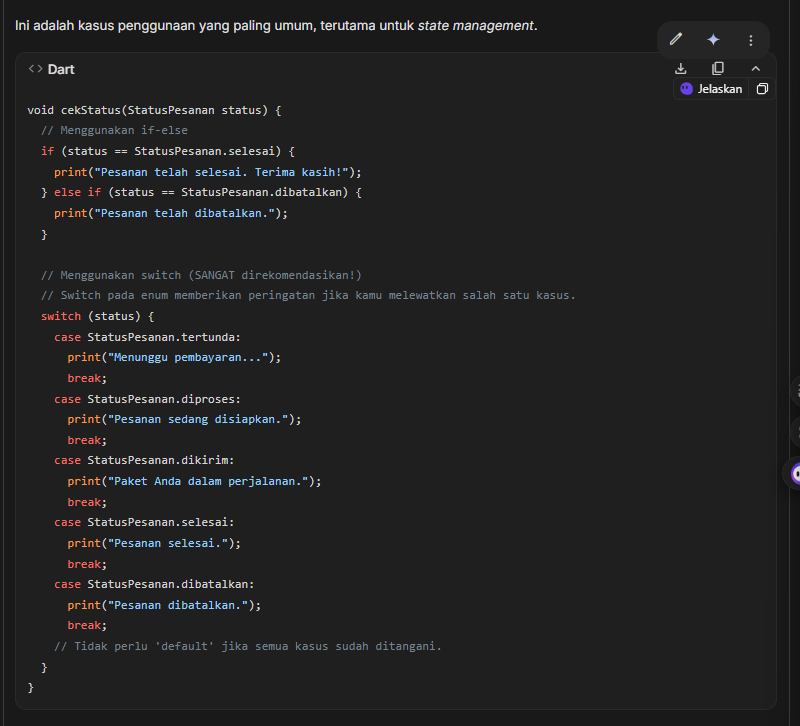 Ini adalah kasus penggunaan yang paling umum, terutama untuk state management.
<> Dart
Jelaskan
void cekStatus(StatusPesanan status) {
  // Menggunakan if-else
  if (status == StatusPesanan.selesai) {
    print("Pesanan telah selesai. Terima kasih!");
  } else if (status == StatusPesanan.dibatalkan) {
    print("Pesanan telah dibatalkan.");
  }

  // Menggunakan switch (SANGAT direkomendasikan!)
  // Switch pada enum memberikan peringatan jika kamu melewatkan salah satu kasus.
  switch (status) {
    case StatusPesanan.tertunda:
      print("Menunggu pembayaran...");
      break;
    case StatusPesanan.diproses:
      print("Pesanan sedang disiapkan.");
      break;
    case StatusPesanan.dikirim:
      print("Paket Anda dalam perjalanan.");
      break;
    case StatusPesanan.selesai:
      print("Pesanan selesai.");
      break;
    case StatusPesanan.dibatalkan:
      print("Pesanan dibatalkan.");
      break;
    // Tidak perlu 'default' jika semua kasus sudah ditangani.
  }
}